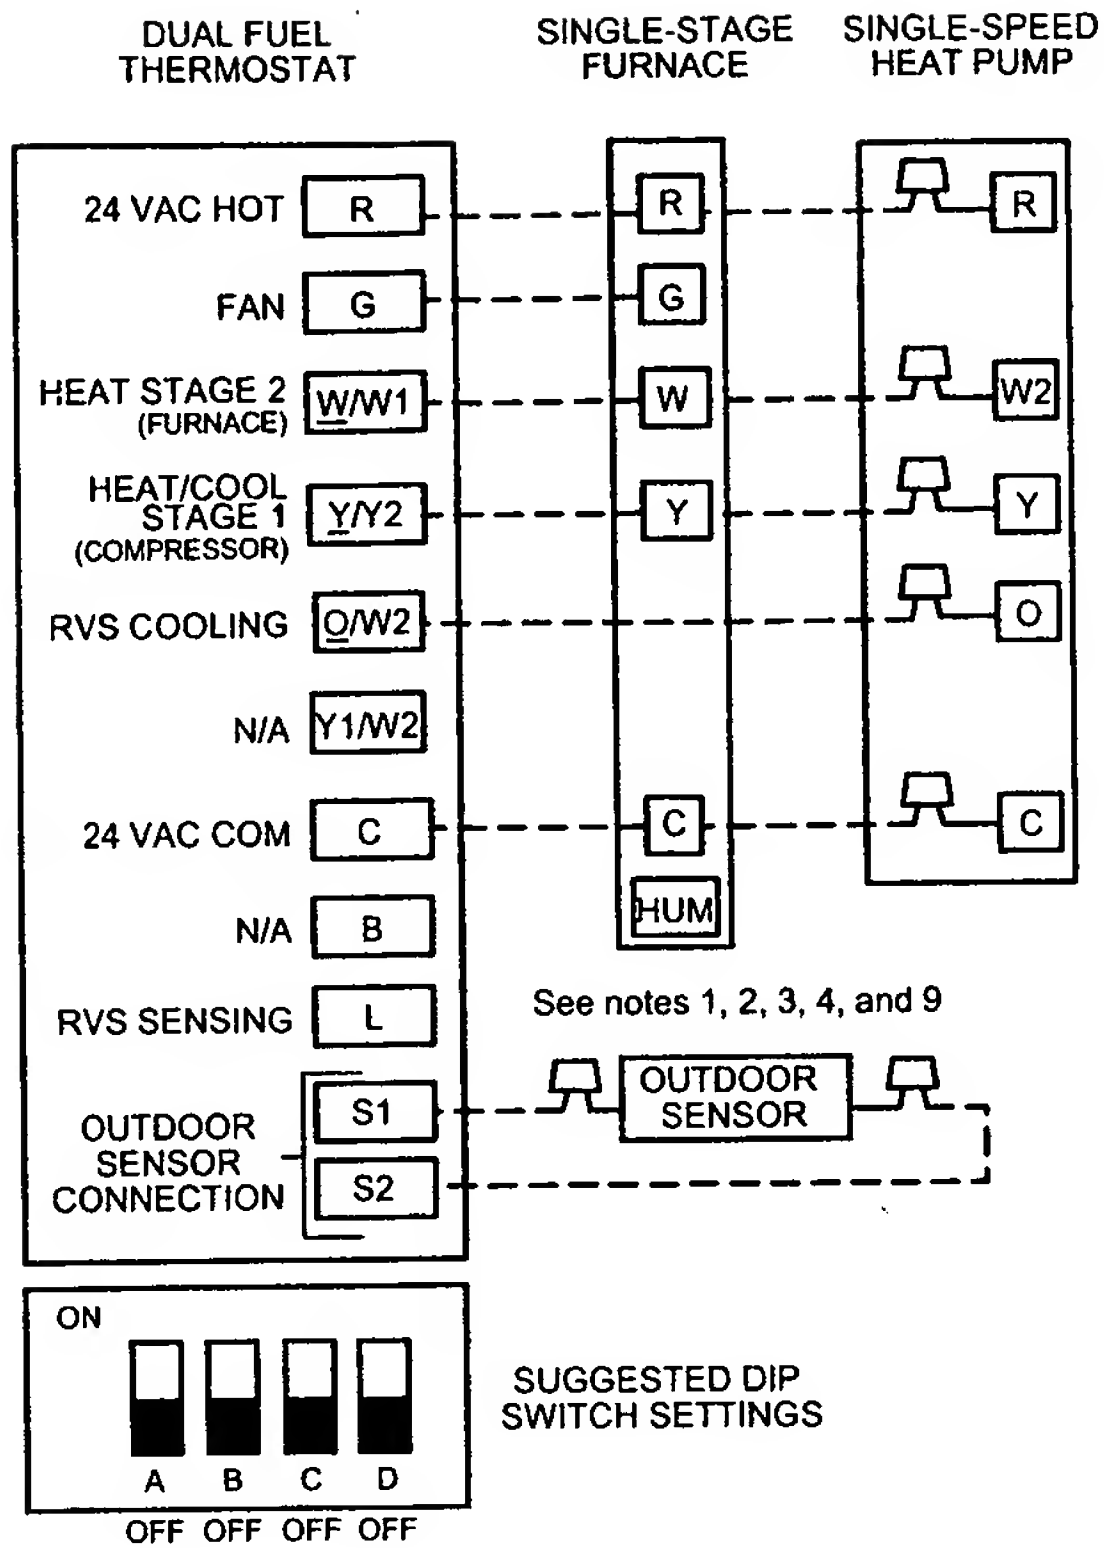 DUAL FUEL
THERMOSTAT
SINGLE-STAGE
FURNACE
SINGLE-SPEED
HEAT PUMP
24 VAC HOT R R R
FAN G G
HEAT STAGE 2
(FURNACE)
W/W1 W W2
HEAT/COOL
STAGE 1
(COMPRESSOR)
Y/Y2 Y Y
RVS COOLING O/W2 O
N/A Y1/W2
24 VAC COM C C C
HUM
N/A B
RVS SENSING L
See notes 1, 2, 3, 4, and 9
OUTDOOR
SENSOR
CONNECTION
S1
S2
OUTDOOR
SENSOR
ON
A B C D
OFF OFF OFF OFF
SUGGESTED DIP
SWITCH SETTINGS